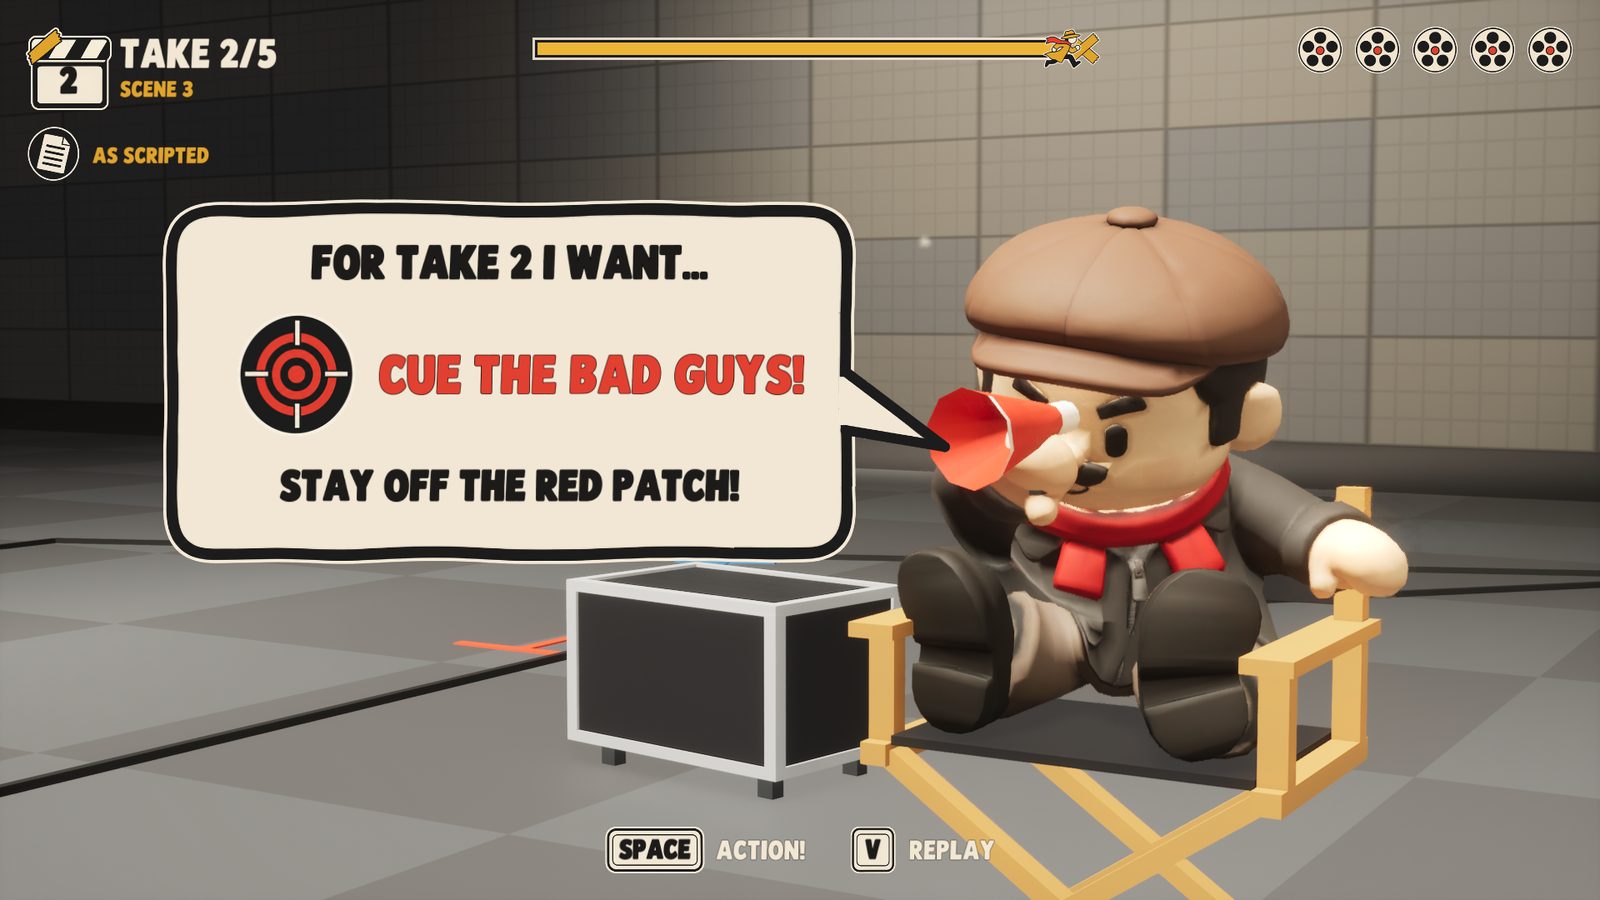 TAKE 2/5
2
SCENE 3
AS SCRIPTED
FOR TAKE 2 I WANT...
CUE THE BAD GUYS!
STAY OFF THE RED PATCH!
SPACE ACTION! V REPLAY